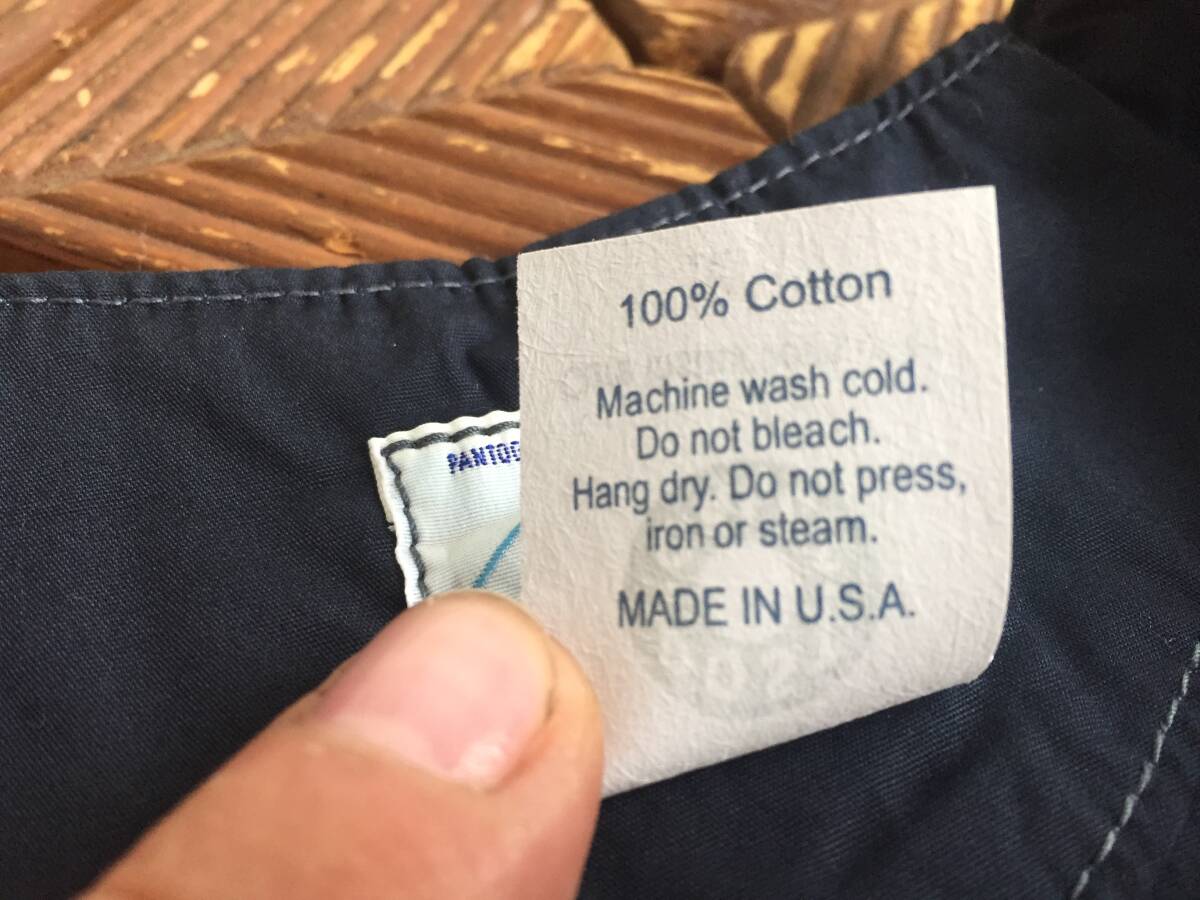 100% Cotton
Machine wash cold.
Do not bleach.
Hang dry. Do not press,
iron or steam.
MADE IN U.S.A.